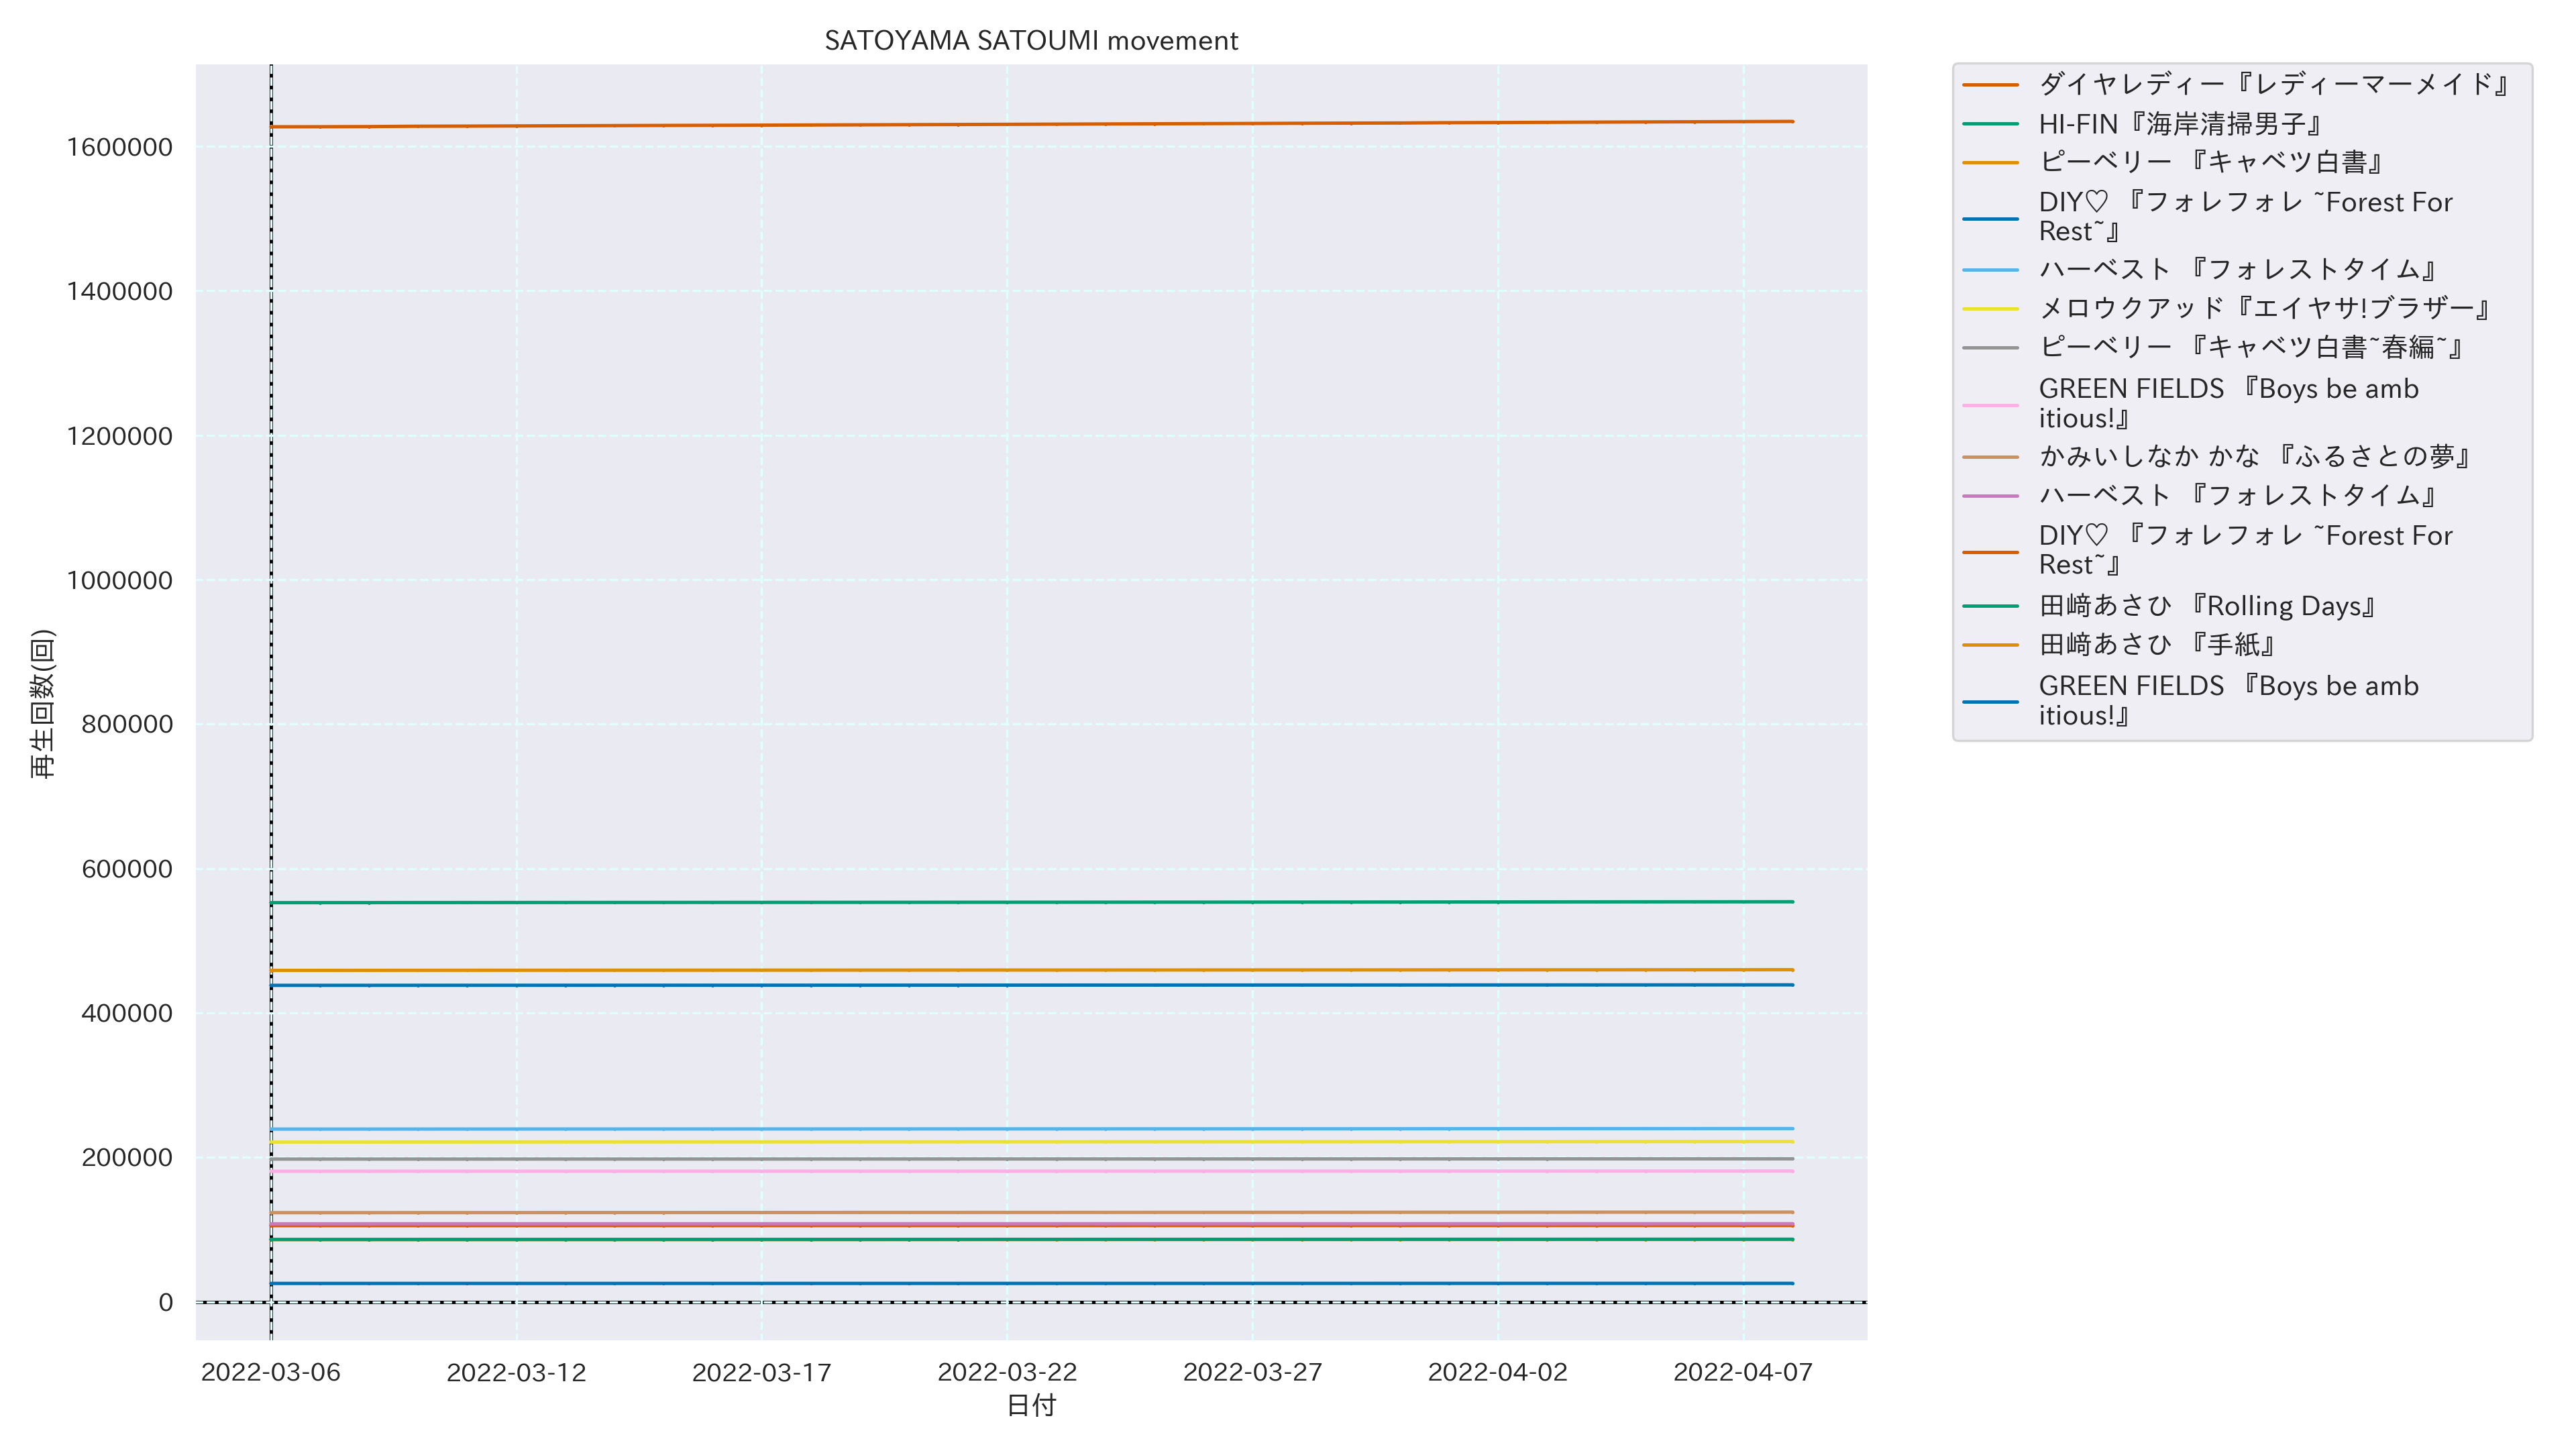 SATOYAMA SATOUMI movement
再生回数(回)
1600000
1400000
1200000
1000000
800000
600000
400000
200000
0
2022-03-06
2022-03-12
2022-03-17
2022-03-22
2022-03-27
2022-04-02
2022-04-07
日付
ダイヤレディー『レディーマーメイド』
HI-FIN『海岸清掃男子』
ピーベリー 『キャベツ白書』
DIY♡ 『フォレフォレ ~Forest For
Rest~』
ハーベスト 『フォレストタイム』
メロウクアッド『エイヤサ!ブラザー』
ピーベリー 『キャベツ白書~春編~』
GREEN FIELDS 『Boys be amb
itious!』
かみいしなか かな 『ふるさとの夢』
ハーベスト 『フォレストタイム』
DIY♡ 『フォレフォレ ~Forest For
Rest~』
田﨑あさひ 『Rolling Days』
田﨑あさひ 『手紙』
GREEN FIELDS 『Boys be amb
itious!』